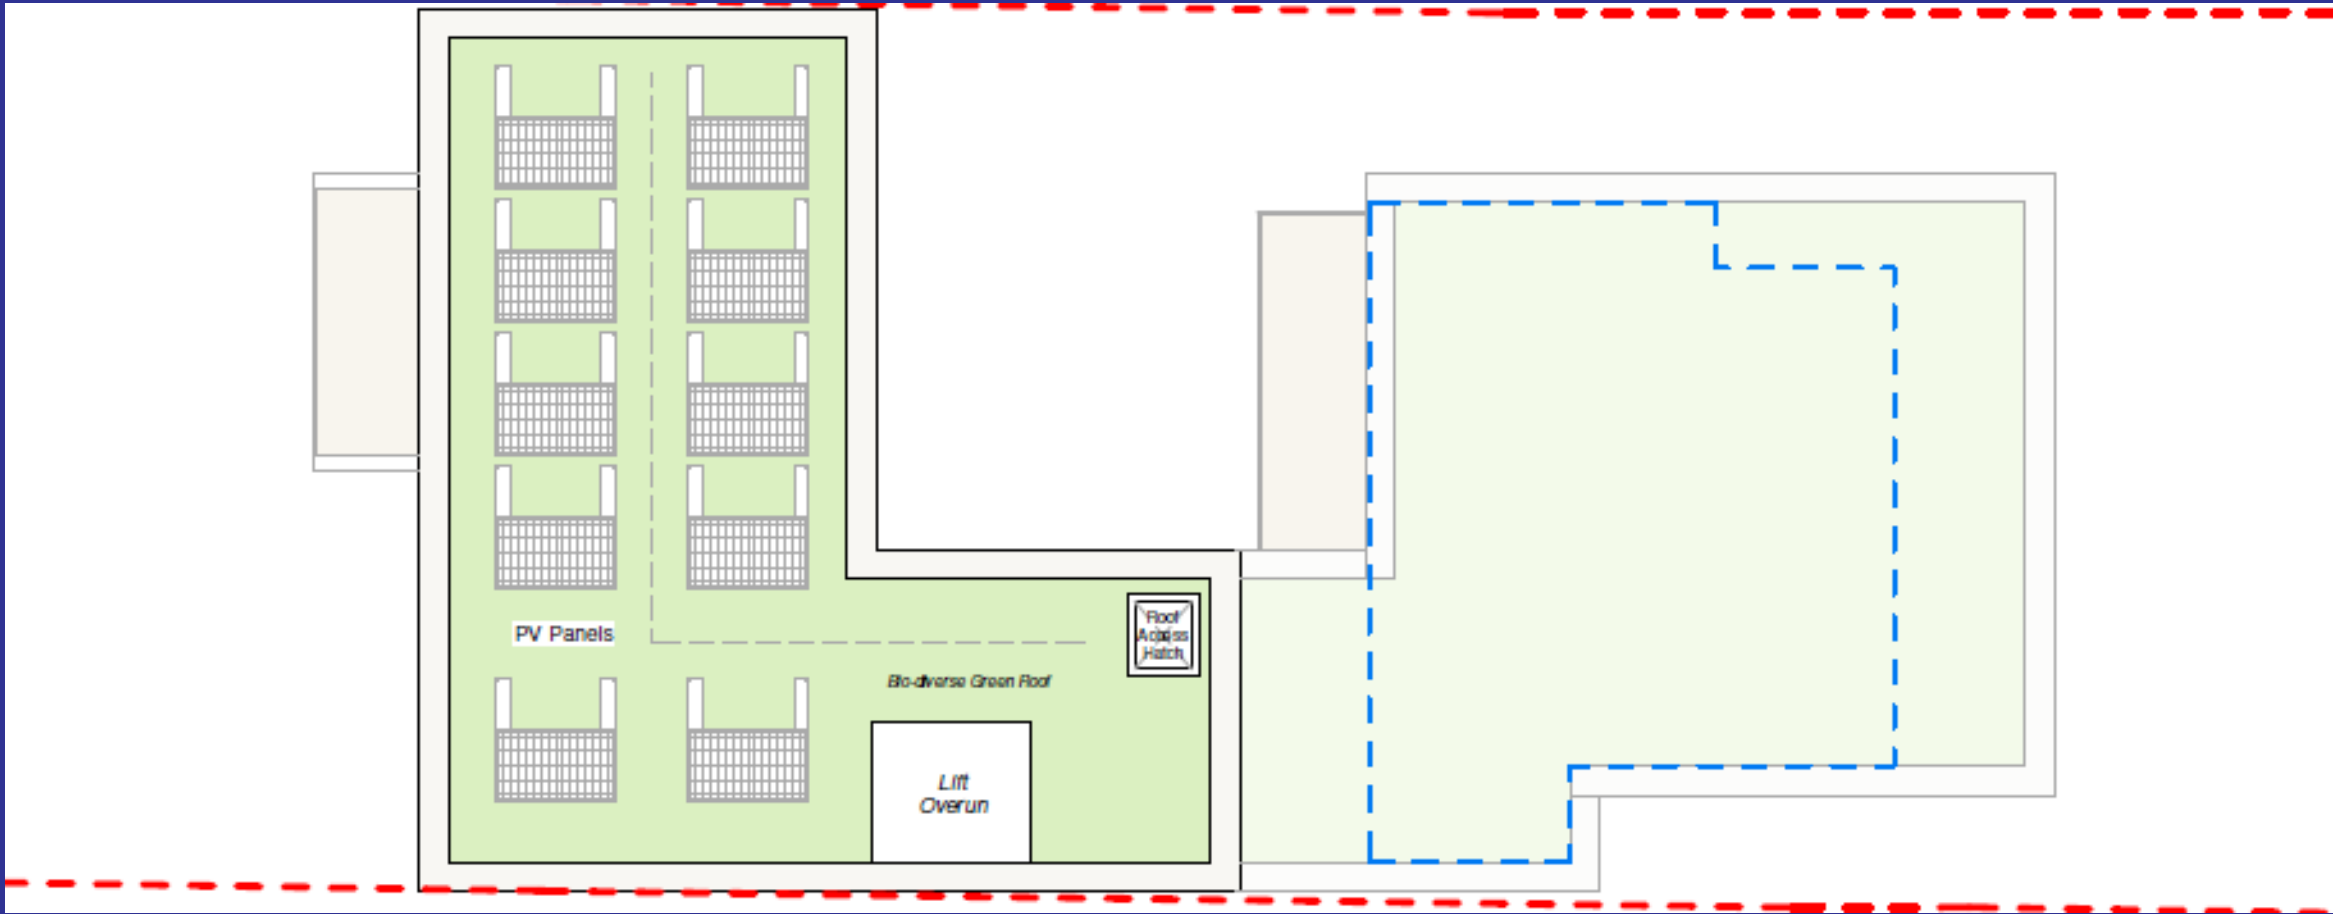 Roof
Access
Hatch
PV Panels
Bio-diverse Green Roof
Lift
Overun